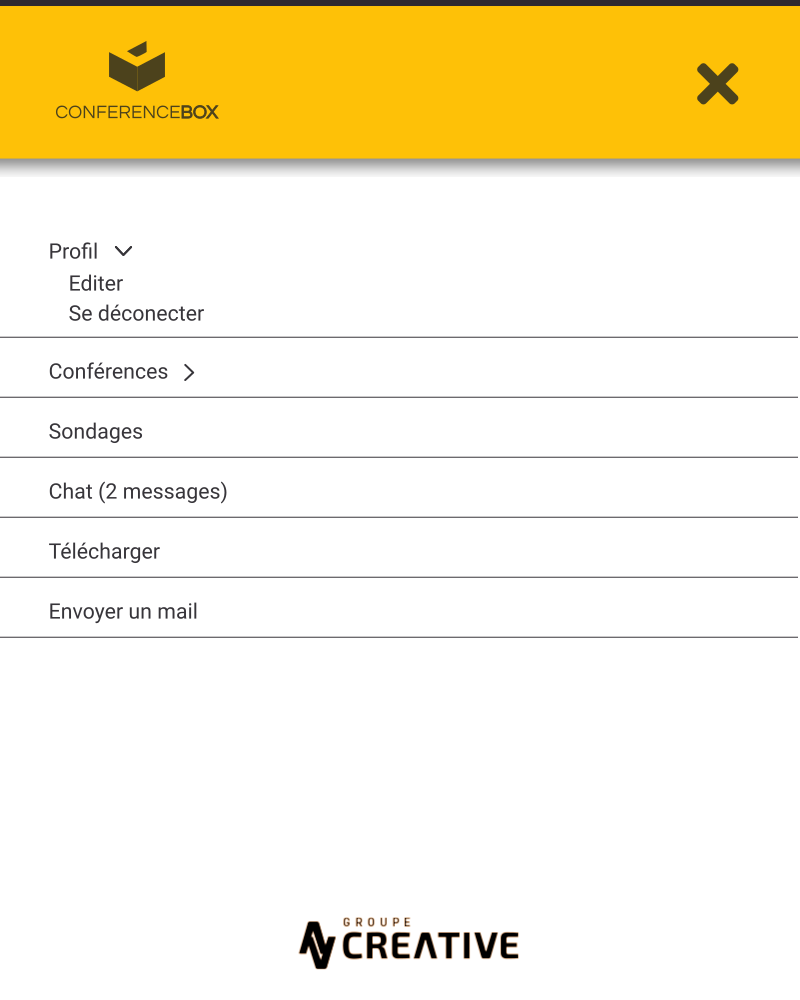 CONFERENCEBOX
Profil
Editer
Se déconecter
Conférences
Sondages
Chat (2 messages)
Télécharger
Envoyer un mail
GROUPE
CREATIVE